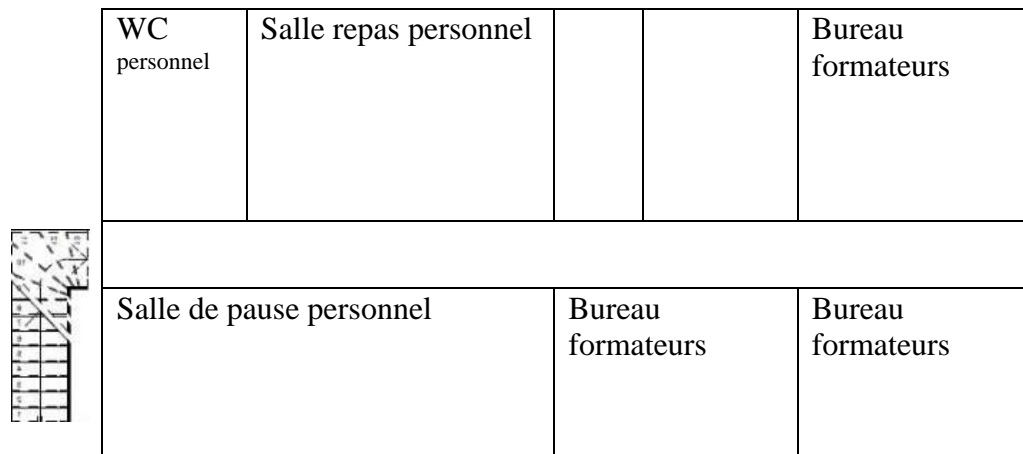 WC
personnel
Salle repas personnel
Bureau
formateurs
Salle de pause personnel
Bureau
formateurs
Bureau
formateurs